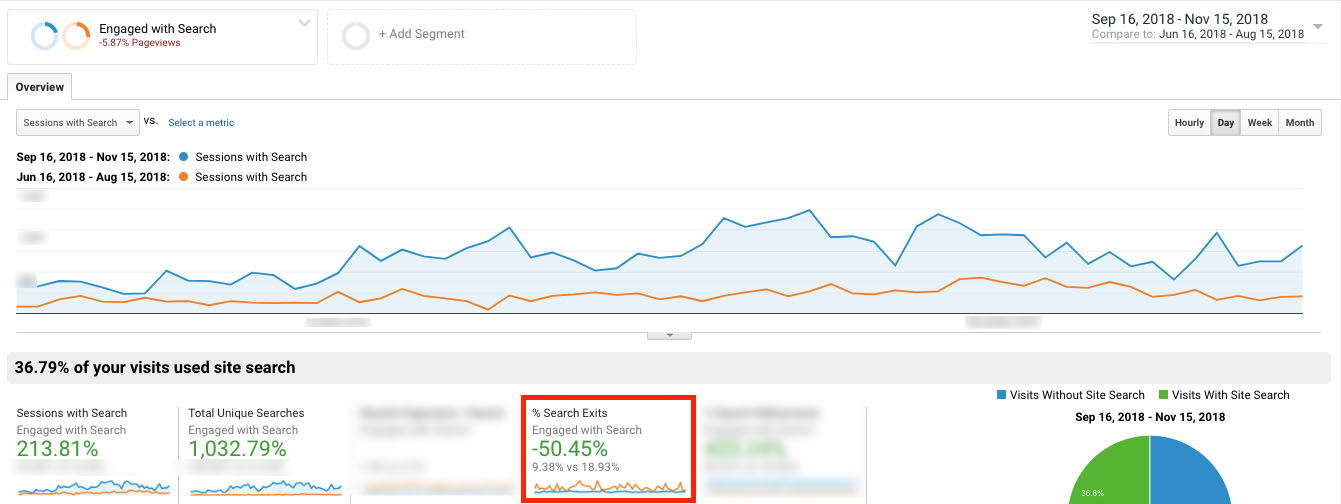 Engaged with Search
-5.87% Pageviews
+ Add Segment
Sep 16, 2018 - Nov 15, 2018
Compare to: Jun 16, 2018 - Aug 15, 2018
Overview
Sessions with Search
vs.
Select a metric
Hourly Day Week Month
Sep 16, 2018 - Nov 15, 2018: Sessions with Search
Jun 16, 2018 - Aug 15, 2018: Sessions with Search
36.79% of your visits used site search
Sessions with Search
Engaged with Search
213.81%
Total Unique Searches
Engaged with Search
1,032.79%
% Search Exits
Engaged with Search
-50.45%
9.38% vs 18.93%
Visits Without Site Search Visits With Site Search
Sep 16, 2018 - Nov 15, 2018
36.8%